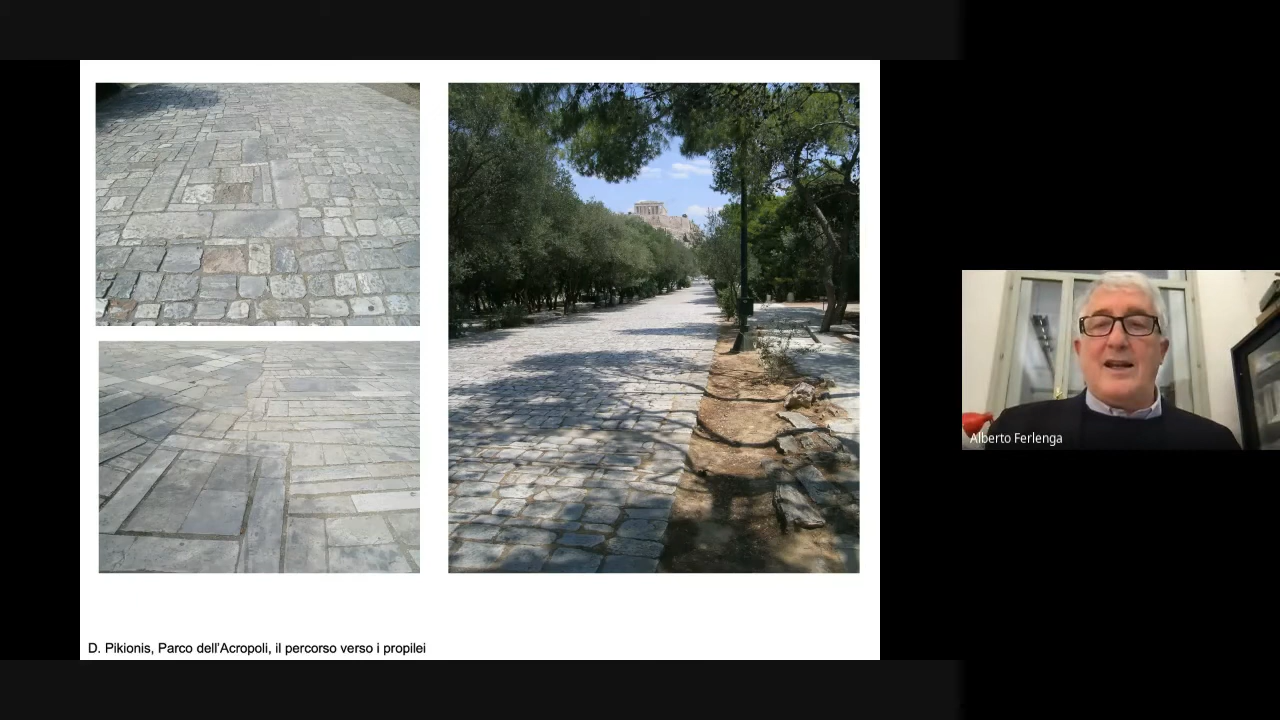 Alberto Ferlenga
D. Pikionis, Parco dell'Acropoli, il percorso verso i propilei